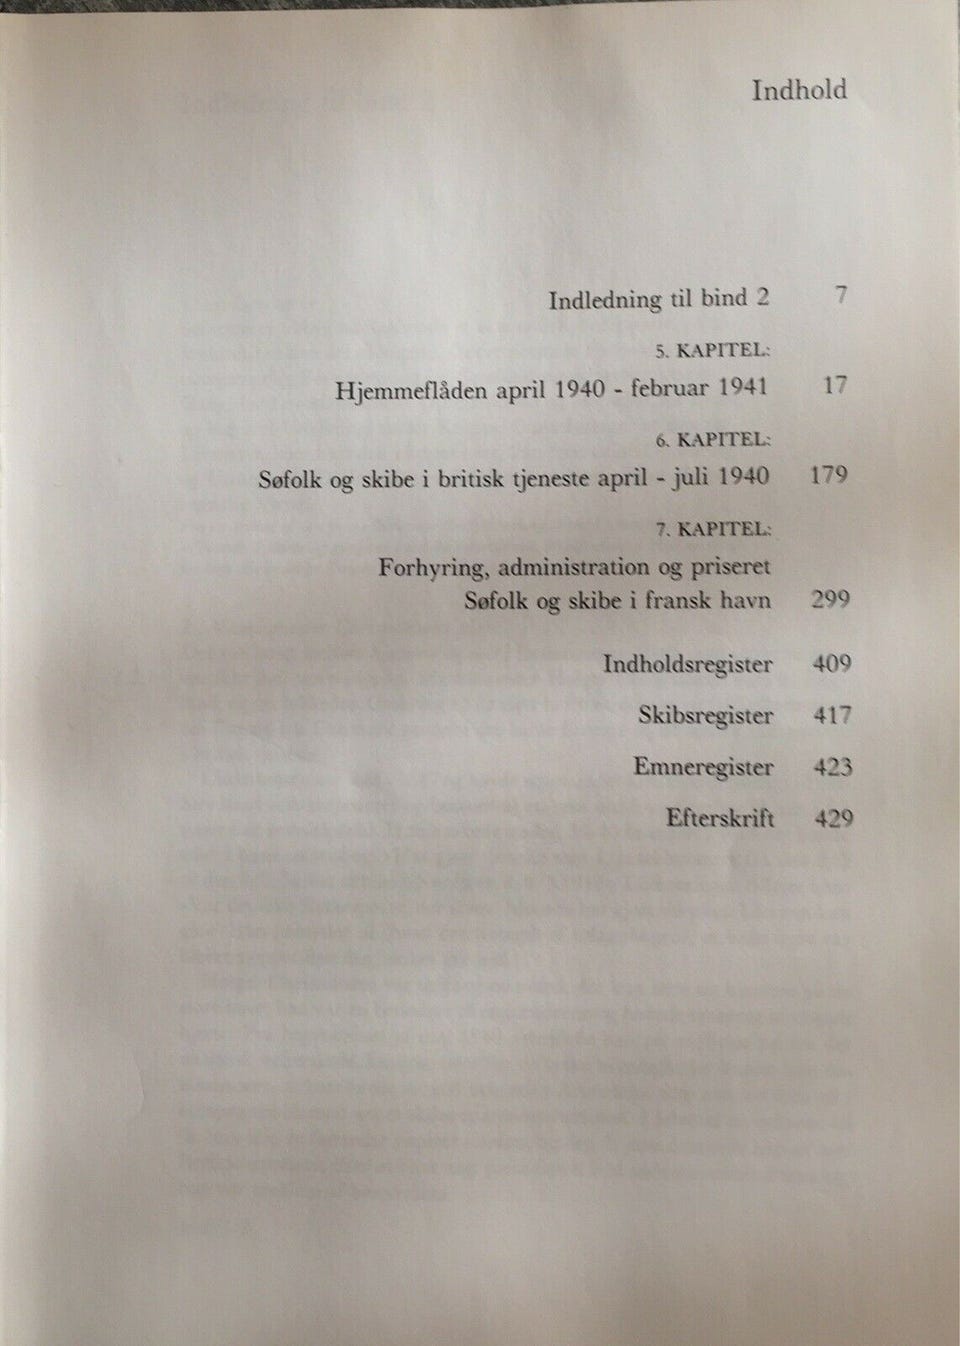 Indhold
Indledning til bind 2 7
5. KAPITEL:
Hjemmeflåden april 1940 - februar 1941 17
6. KAPITEL:
Søfolk og skibe i britisk tjeneste april - juli 1940 179
7. KAPITEL:
Forhyring, administration og priseret
Søfolk og skibe i fransk havn 299
Indholdsregister 409
Skibsregister 417
Emneregister 423
Efterskrift 429